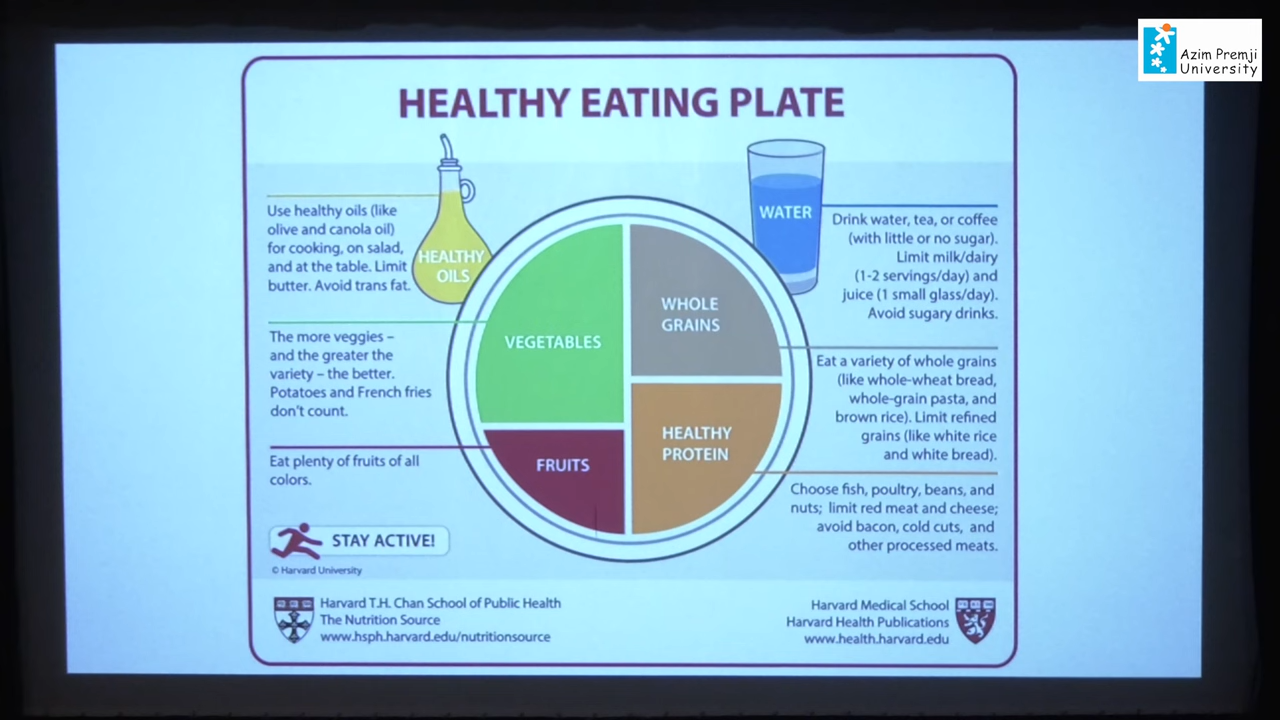 Azim Premji
University
HEALTHY EATING PLATE
Use healthy oils (like
olive and canola oil)
for cooking, on salad,
and at the table. Limit
butter. Avoid trans fat.
HEALTHY
OILS
The more veggies –
and the greater the
variety – the better.
Potatoes and French fries
don't count.
Eat plenty of fruits of all
colors.
STAY ACTIVE!
© Harvard University
VEGETABLES
FRUITS
WHOLE
GRAINS
HEALTHY
PROTEIN
WATER
Drink water, tea, or coffee
(with little or no sugar).
Limit milk/dairy
(1-2 servings/day) and
juice (1 small glass/day).
Avoid sugary drinks.
Eat a variety of whole grains
(like whole-wheat bread,
whole-grain pasta, and
brown rice). Limit refined
grains (like white rice
and white bread).
Choose fish, poultry, beans, and
nuts; limit red meat and cheese;
avoid bacon, cold cuts, and
other processed meats.
Harvard T.H. Chan School of Public Health
The Nutrition Source
www.hsph.harvard.edu/nutritionsource
Harvard Medical School
Harvard Health Publications
www.health.harvard.edu